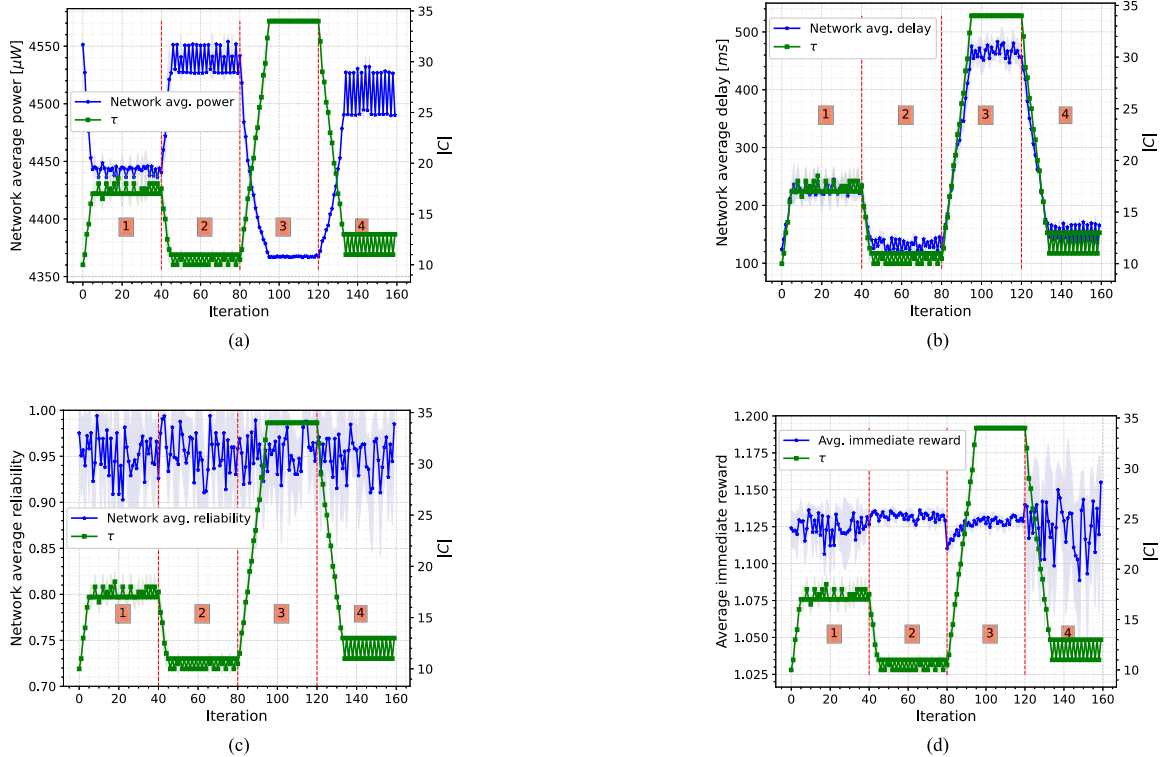 Network average power [μW]
4550
4500
4450
4400
4350
Network avg. power
τ
1
2
3
4
35
30
25
20
15
10
|C|
0 20 40 60 80 100 120 140 160
Iteration
(a)
Network average delay [ms]
500
400
300
200
100
Network avg. delay
τ
1
2
3
4
35
30
25
20
15
10
|C|
0 20 40 60 80 100 120 140 160
Iteration
(b)
Network average reliability
1.00
0.95
0.90
0.85
0.80
0.75
0.70
Network avg. reliability
τ
1
2
3
4
35
30
25
20
15
10
|C|
0 20 40 60 80 100 120 140 160
Iteration
(c)
Average immediate reward
1.200
1.175
1.150
1.125
1.100
1.075
1.050
1.025
Avg. immediate reward
τ
1
2
3
4
35
30
25
20
15
10
|C|
0 20 40 60 80 100 120 140 160
Iteration
(d)